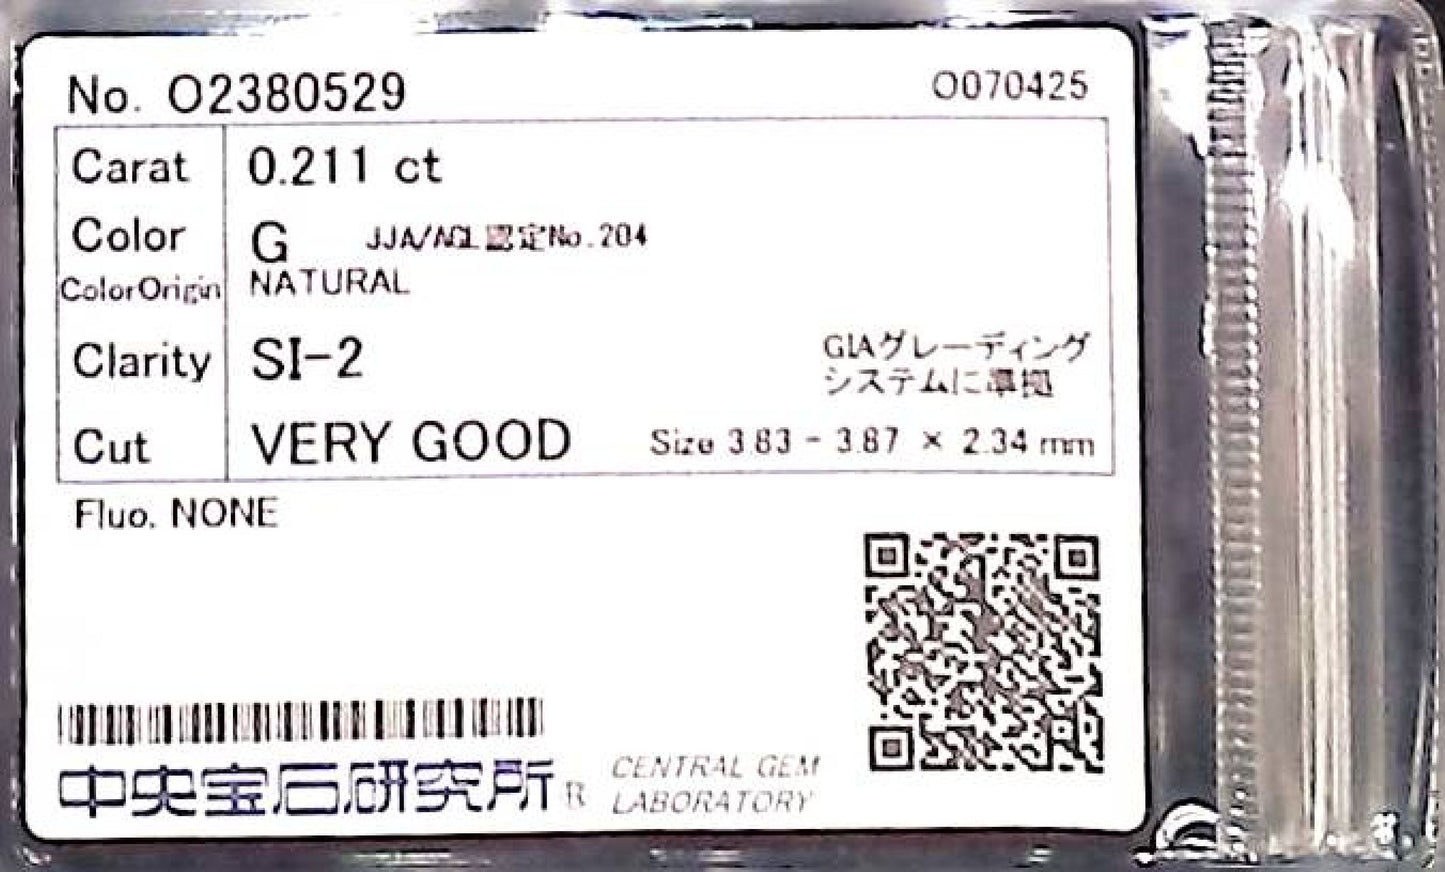 No. O2380529
O070425
Carat 0.211 ct
Color G JJA/AGL認定No.204
ColorOrigin NATURAL
Clarity SI-2
GIAグレーディング
システムに準拠
Cut VERY GOOD Size 3.83 - 3.87 × 2.34 mm
Fluo. NONE
中央宝石研究所® CENTRAL GEM
LABORATORY